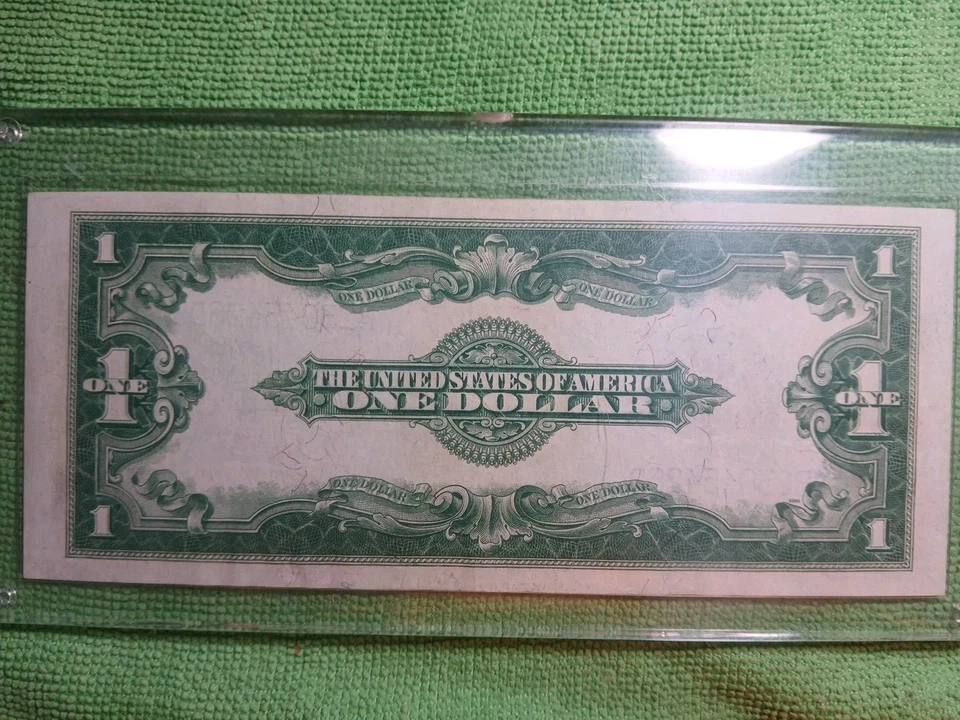 1 1
ONE DOLLAR ONE DOLLAR
THE UNITED STATES OF AMERICA
ONE 1 ONE DOLLAR ONE 1
ONE DOLLAR ONE DOLLAR
1 1